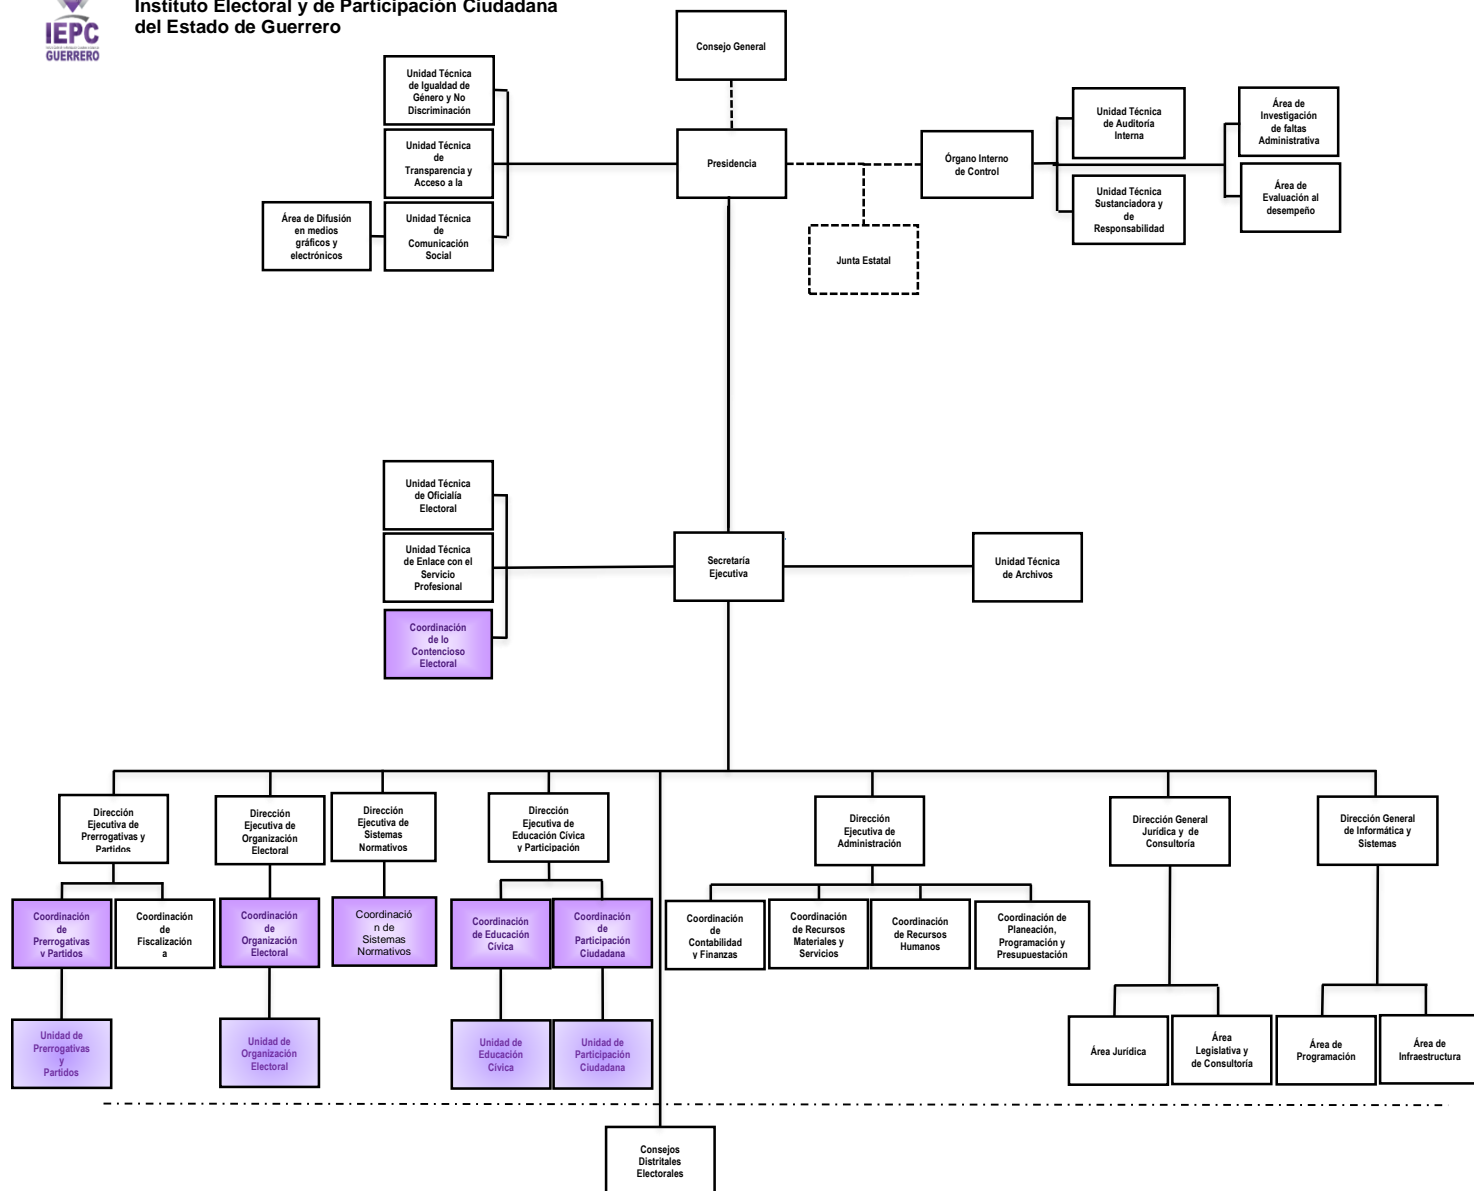 Instituto Electoral y de Participación Ciudadana
del Estado de Guerrero
IEPC
GUERRERO
Consejo General
Unidad Técnica
de Igualdad de
Género y No
Discriminación
Unidad Técnica
de
Transparencia y
Acceso a la
Área de Difusión
en medios
gráficos y
electrónicos
Unidad Técnica
de
Comunicación
Social
Presidencia
Órgano Interno
de Control
Junta Estatal
Unidad Técnica
de Auditoría
Interna
Unidad Técnica
Sustanciadora y
de
Responsabilidad
Área de
Investigación
de faltas
Administrativa
Área de
Evaluación al
desempeño
Unidad Técnica
de Oficialía
Electoral
Unidad Técnica
de Enlace con el
Servicio
Profesional
Coordinación
de lo
Contencioso
Electoral
Secretaría
Ejecutiva
Unidad Técnica
de Archivos
Dirección
Ejecutiva de
Prerrogativas y
Partidos
Dirección
Ejecutiva de
Organización
Electoral
Dirección
Ejecutiva de
Sistemas
Normativos
Dirección
Ejecutiva de
Educación Cívica
y Participación
Dirección
Ejecutiva de
Administración
Dirección General
Jurídica y de
Consultoría
Dirección General
de Informática y
Sistemas
Coordinación
de
Prerrogativas
y Partidos
Coordinación
de
Fiscalización
a
Coordinación
de
Organización
Electoral
Coordinació
n de
Sistemas
Normativos
Coordinación
de Educación
Cívica
Coordinación
de
Participación
Ciudadana
Coordinación
de
Contabilidad
y Finanzas
Coordinación
de Recursos
Materiales y
Servicios
Coordinación
de Recursos
Humanos
Coordinación de
Planeación,
Programación y
Presupuestación
Unidad de
Prerrogativas
y
Partidos
Unidad de
Organización
Electoral
Unidad de
Educación
Cívica
Unidad de
Participación
Ciudadana
Área Jurídica
Área
Legislativa y
de Consultoría
Área de
Programación
Área de
Infraestructura
Consejos
Distritales
Electorales